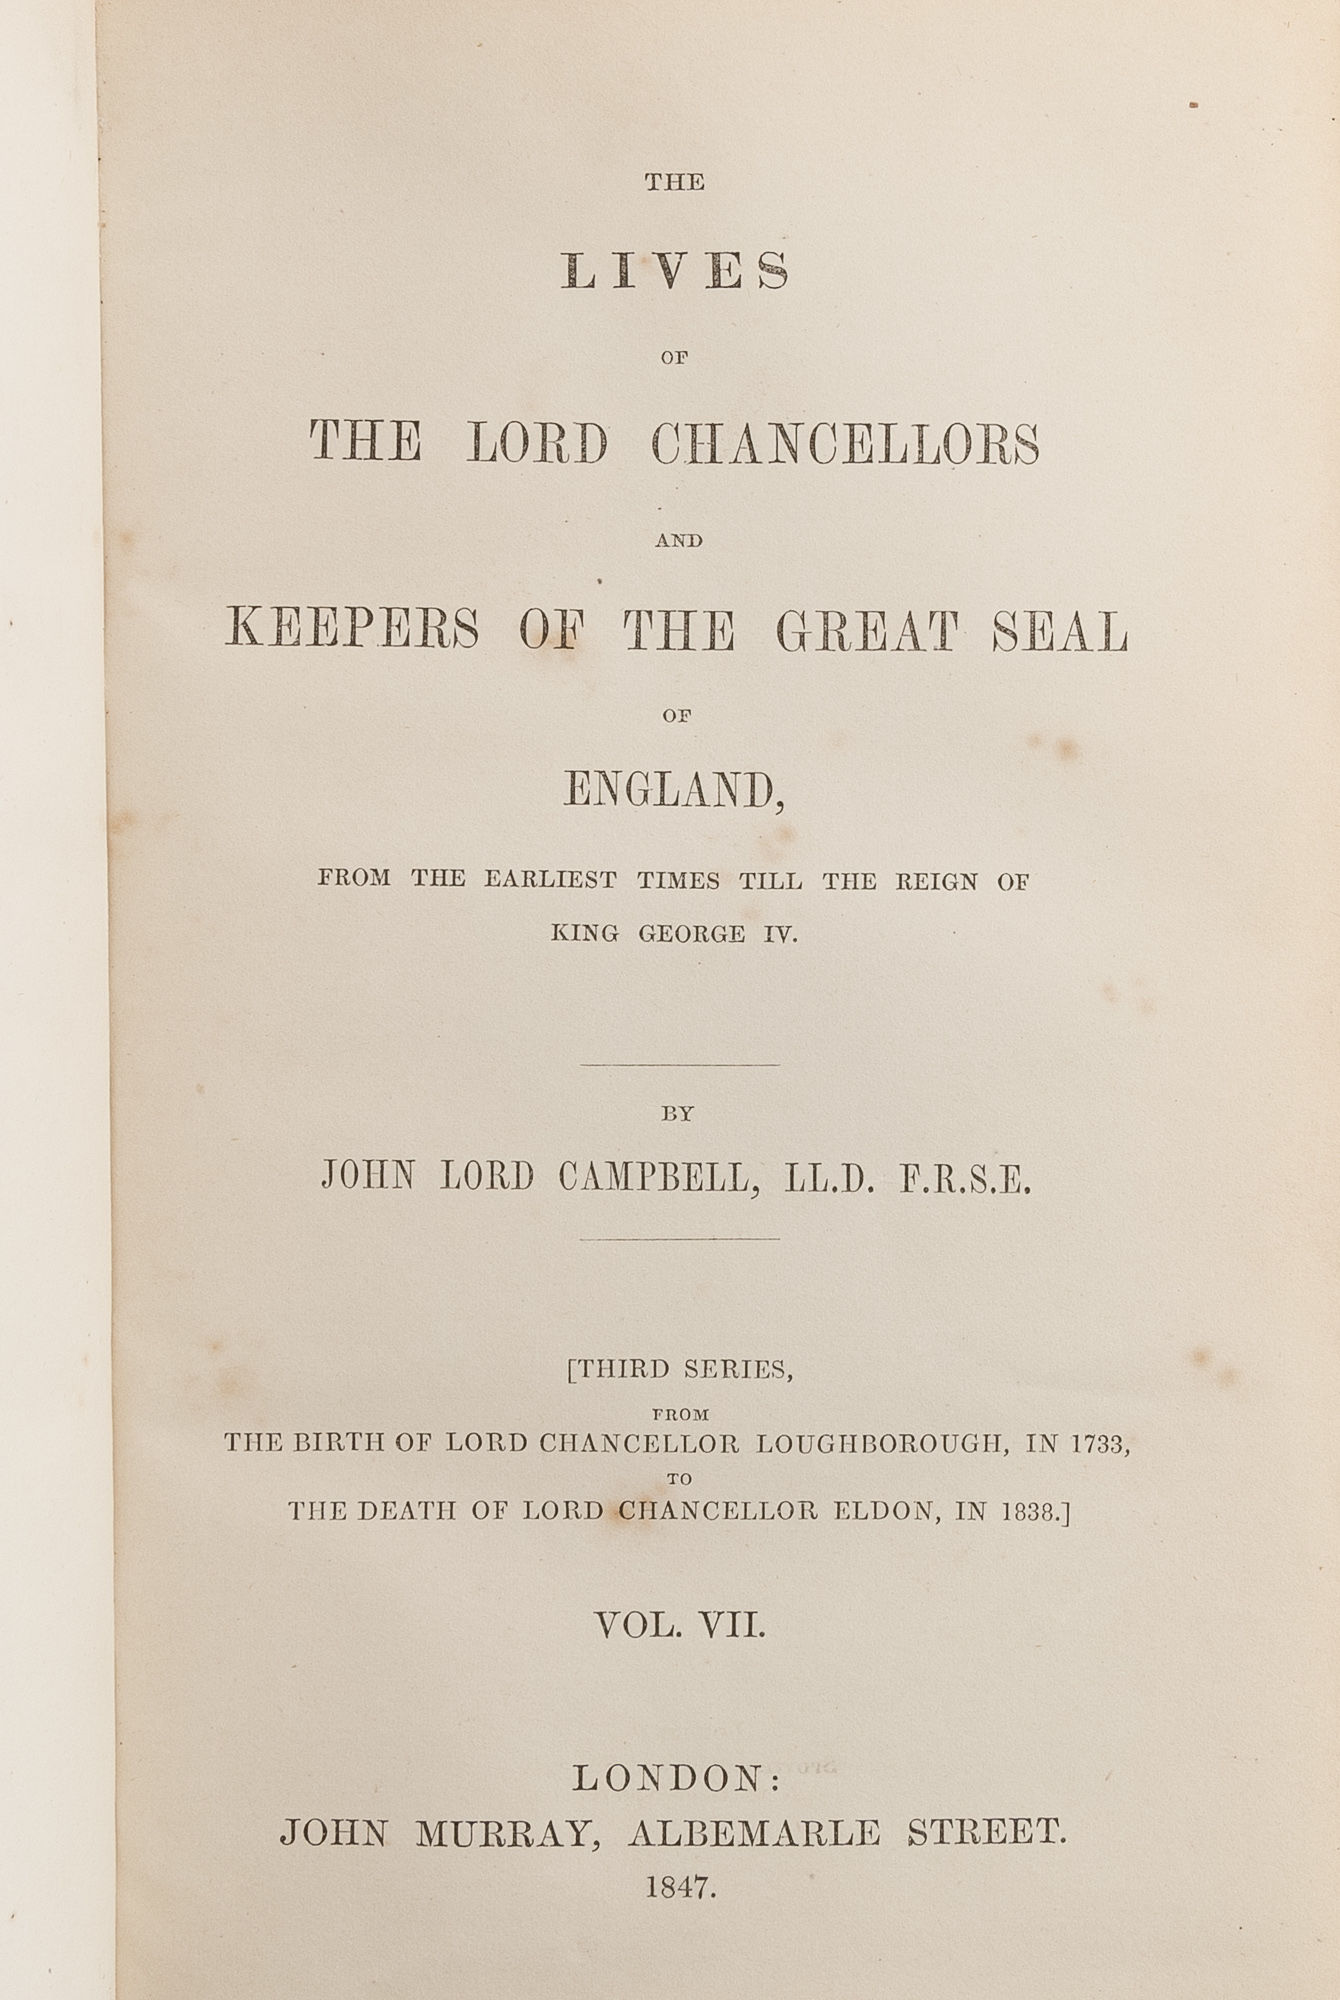 THE
LIVES
OF
THE LORD CHANCELLORS
AND
KEEPERS OF THE GREAT SEAL
OF
ENGLAND,
FROM THE EARLIEST TIMES TILL THE REIGN OF
KING GEORGE IV.
BY
JOHN LORD CAMPBELL, LL.D. F.R.S.E.
[THIRD SERIES,
FROM
THE BIRTH OF LORD CHANCELLOR LOUGHBOROUGH, IN 1733,
TO
THE DEATH OF LORD CHANCELLOR ELDON, IN 1838.]
VOL. VII.
LONDON:
JOHN MURRAY, ALBEMARLE STREET.
1847.